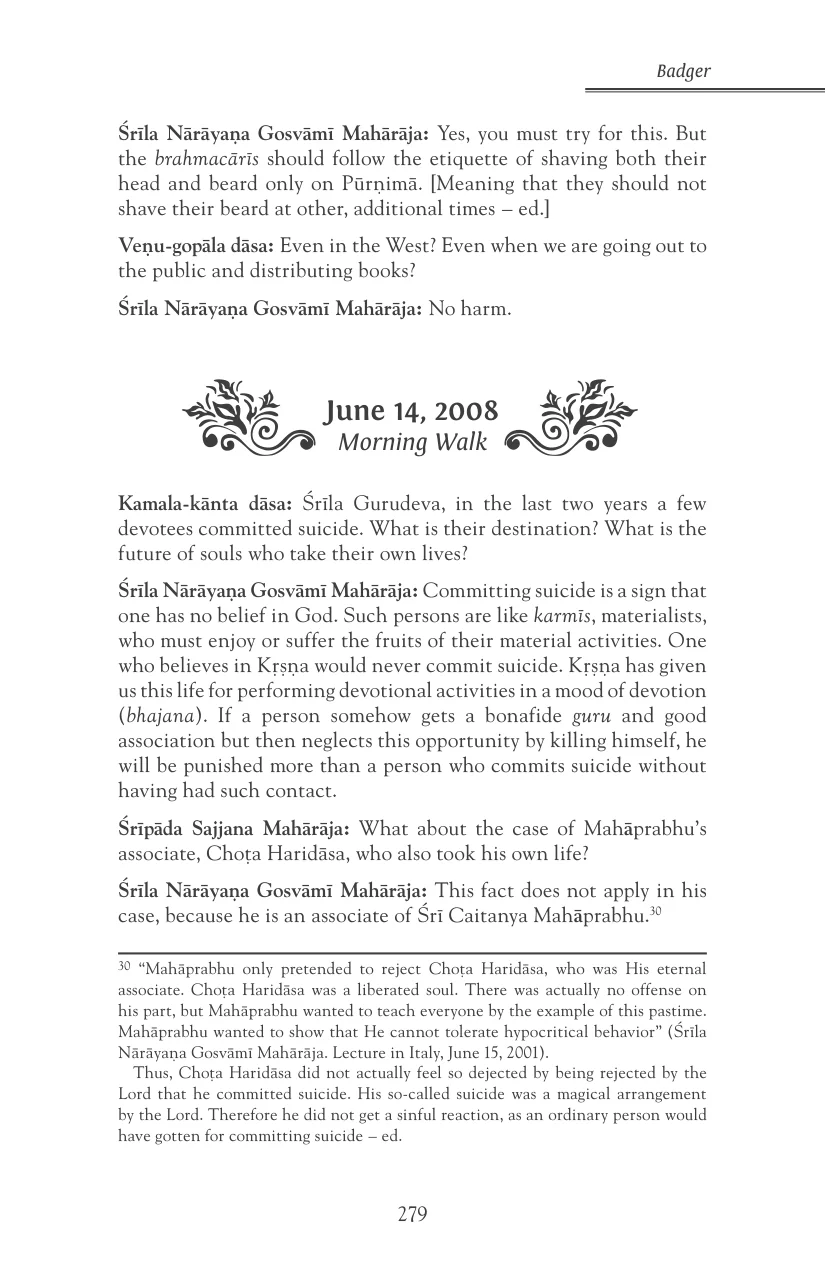 Badger
Śrīla Nārāyaṇa Gosvāmī Mahārāja: Yes, you must try for this. But
the brahmacārīs should follow the etiquette of shaving both their
head and beard only on Pūrṇimā. [Meaning that they should not
shave their beard at other, additional times – ed.]
Veṇu-gopāla dāsa: Even in the West? Even when we are going out to
the public and distributing books?
Śrīla Nārāyaṇa Gosvāmī Mahārāja: No harm.
June 14, 2008
Morning Walk
Kamala-kānta dāsa: Śrīla Gurudeva, in the last two years a few
devotees committed suicide. What is their destination? What is the
future of souls who take their own lives?
Śrīla Nārāyaṇa Gosvāmī Mahārāja: Committing suicide is a sign that
one has no belief in God. Such persons are like karmīs, materialists,
who must enjoy or suffer the fruits of their material activities. One
who believes in Kṛṣṇa would never commit suicide. Kṛṣṇa has given
us this life for performing devotional activities in a mood of devotion
(bhajana). If a person somehow gets a bonafide guru and good
association but then neglects this opportunity by killing himself, he
will be punished more than a person who commits suicide without
having had such contact.
Śrīpāda Sajjana Mahārāja: What about the case of Mahāprabhu’s
associate, Choṭa Haridāsa, who also took his own life?
Śrīla Nārāyaṇa Gosvāmī Mahārāja: This fact does not apply in his
case, because he is an associate of Śrī Caitanya Mahāprabhu.30
30 “Mahāprabhu only pretended to reject Choṭa Haridāsa, who was His eternal
associate. Choṭa Haridāsa was a liberated soul. There was actually no offense on
his part, but Mahāprabhu wanted to teach everyone by the example of this pastime.
Mahāprabhu wanted to show that He cannot tolerate hypocritical behavior” (Śrīla
Nārāyaṇa Gosvāmī Mahārāja. Lecture in Italy, June 15, 2001).
Thus, Choṭa Haridāsa did not actually feel so dejected by being rejected by the
Lord that he committed suicide. His so-called suicide was a magical arrangement
by the Lord. Therefore he did not get a sinful reaction, as an ordinary person would
have gotten for committing suicide – ed.
279